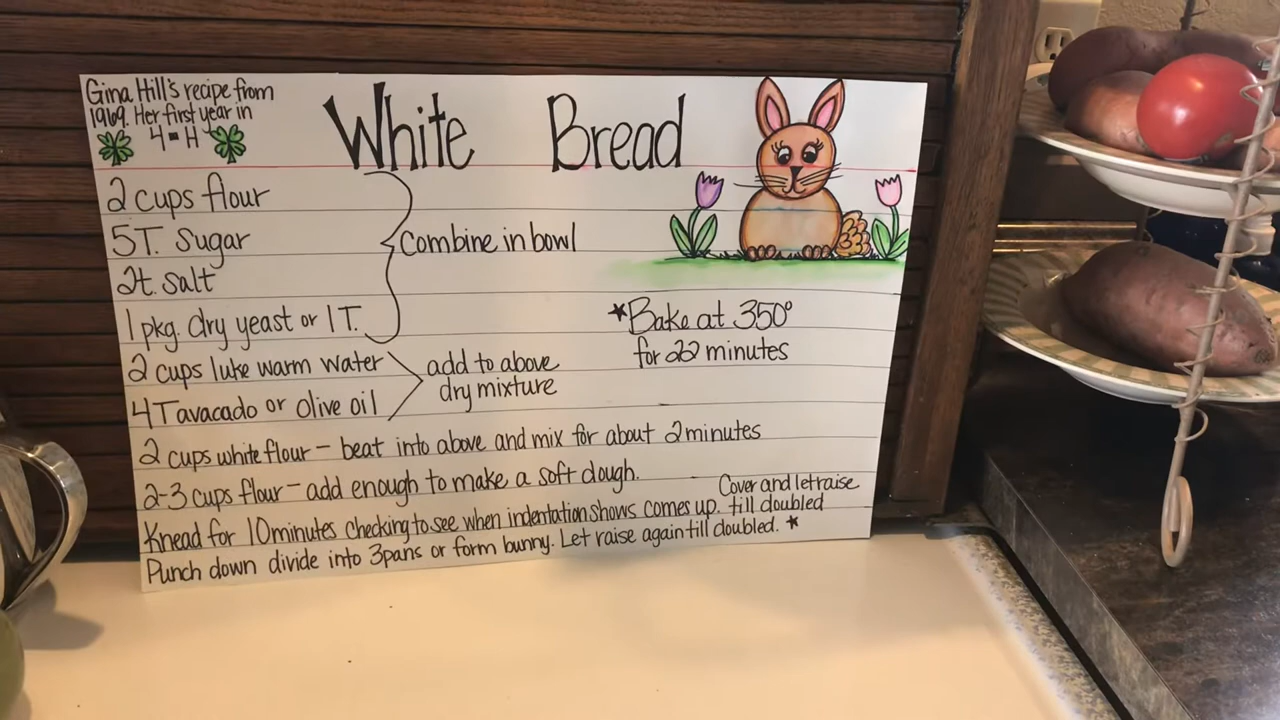 Gina Hill's recipe from
1969. Her first year in
4-H
White Bread
2 cups flour
5T. Sugar
2t. salt
1 pkg. dry yeast or 1 T.
Combine in bowl
2 cups luke warm water
4T avacado or olive oil
add to above
dry mixture
*Bake at 350°
for 22 minutes
2 cups white flour - beat into above and mix for about 2 minutes
2-3 cups flour - add enough to make a soft dough.
Knead for 10 minutes checking to see when indentation shows comes up.
Cover and let raise
till doubled
Punch down divide into 3 pans or form bunny. Let raise again till doubled. *